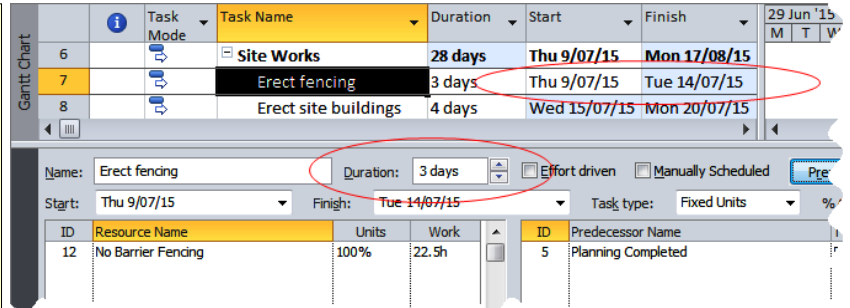 Gantt Chart
Task Mode Task Name Duration Start Finish 29 Jun '15
M T W
6 Site Works 28 days Thu 9/07/15 Mon 17/08/15
7 Erect fencing 3 days Thu 9/07/15 Tue 14/07/15
8 Erect site buildings 4 days Wed 15/07/15 Mon 20/07/15
Name: Erect fencing Duration: 3 days Effort driven Manually Scheduled
Start: Thu 9/07/15 Finish: Tue 14/07/15 Task type: Fixed Units %
ID Resource Name Units Work ID Predecessor Name
12 No Barrier Fencing 100% 22.5h 5 Planning Completed